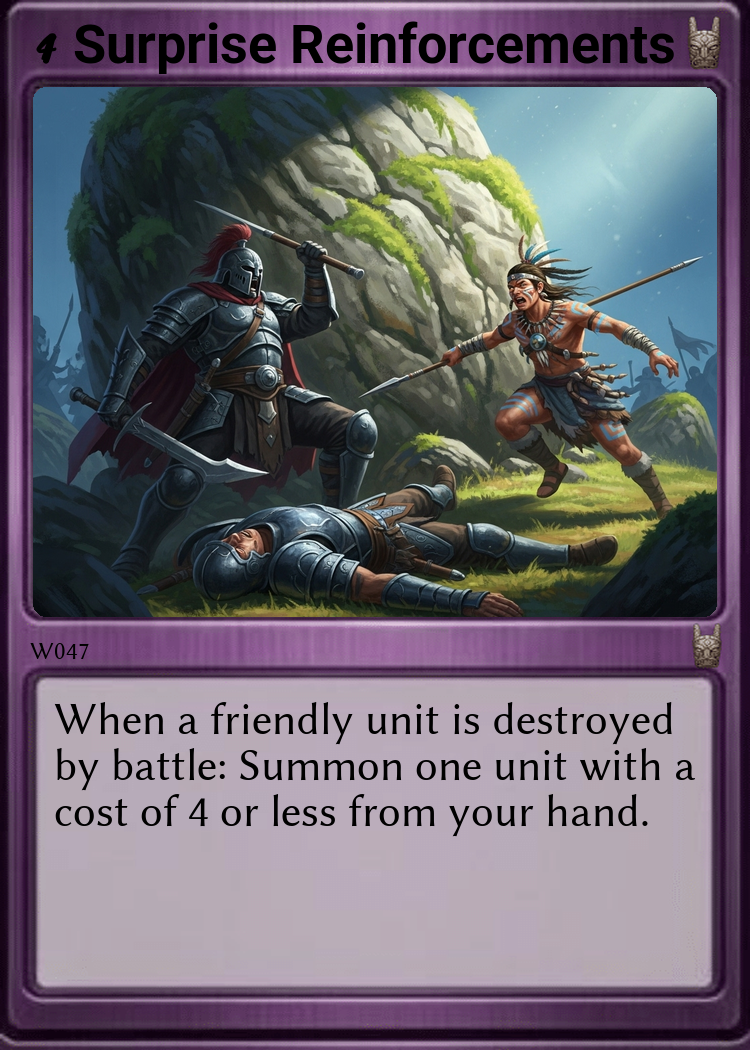 4 Surprise Reinforcements
W047
When a friendly unit is destroyed
by battle: Summon one unit with a
cost of 4 or less from your hand.